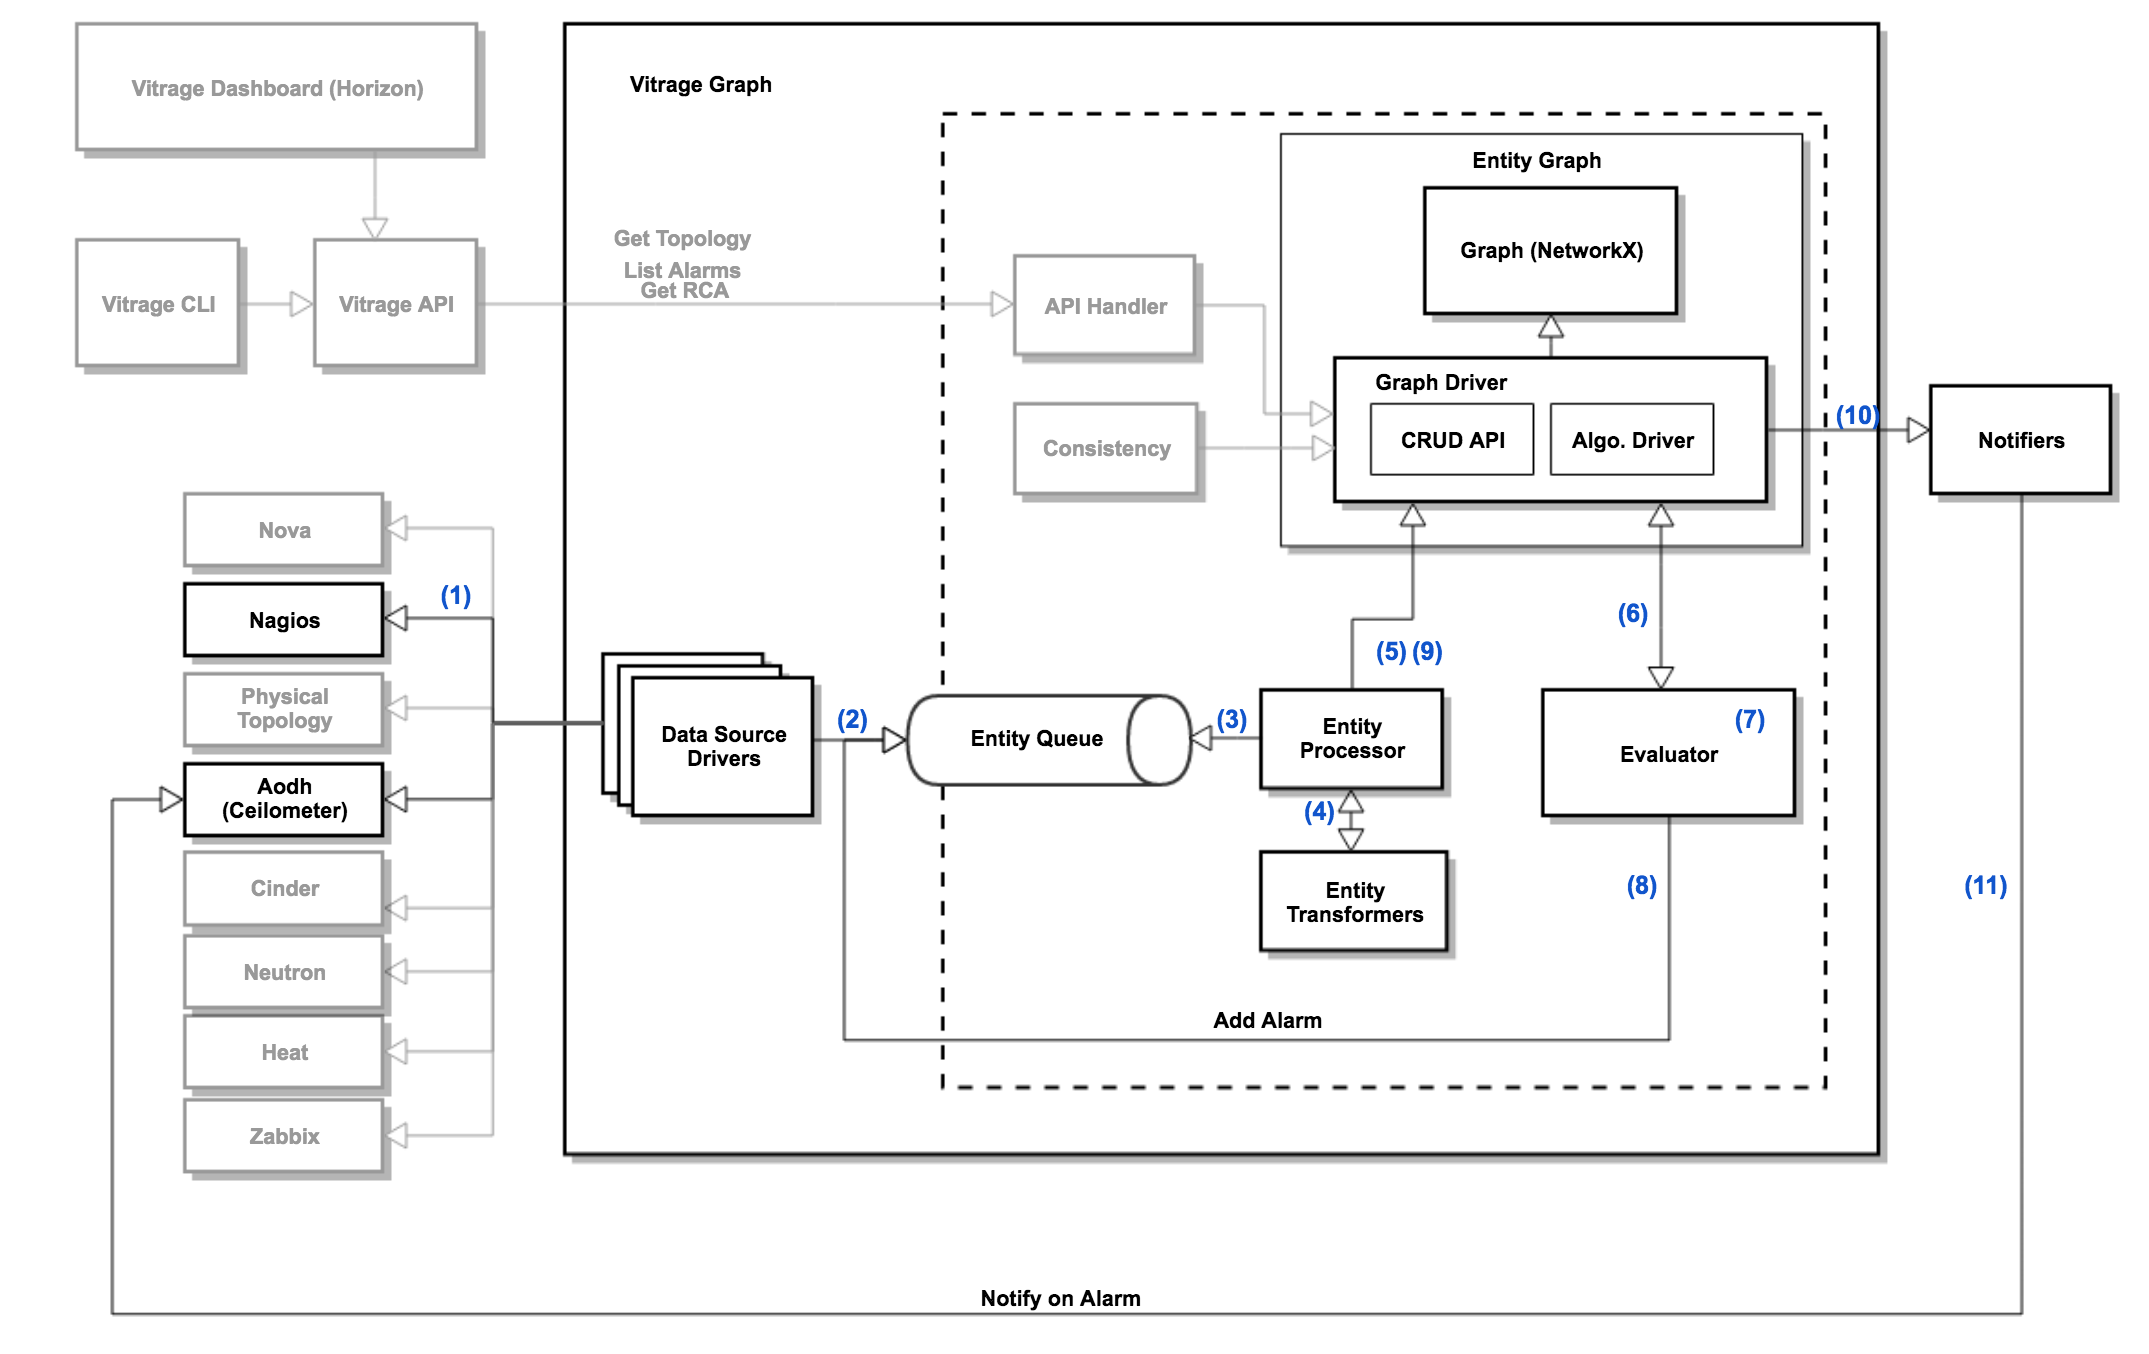 Vitrage Dashboard (Horizon)
Vitrage Graph
Entity Graph
Graph (NetworkX)
Get Topology
List Alarms
Get RCA
Vitrage CLI
Vitrage API
API Handler
Graph Driver
CRUD API
Algo. Driver
(10)
Notifiers
Consistency
Nova
Nagios
(1)
Physical
Topology
Aodh
(Ceilometer)
Cinder
Neutron
Heat
Zabbix
Data Source
Drivers
(2)
Entity Queue
(3)
Entity
Processor
(5) (9)
(6)
(7)
Evaluator
(4)
Entity
Transformers
(8)
(11)
Add Alarm
Notify on Alarm